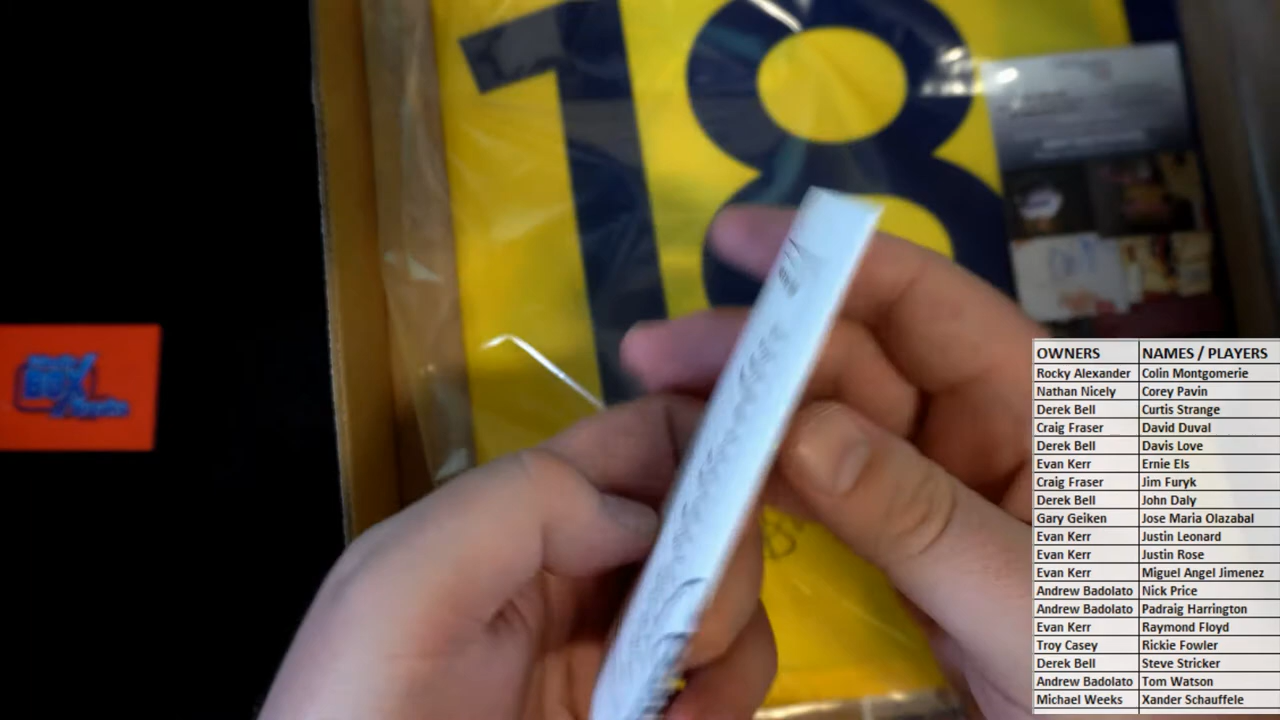 18
BOX
OWNERS NAMES / PLAYERS
Rocky Alexander Colin Montgomerie
Nathan Nicely Corey Pavin
Derek Bell Curtis Strange
Craig Fraser David Duval
Derek Bell Davis Love
Evan Kerr Ernie Els
Craig Fraser Jim Furyk
Derek Bell John Daly
Gary Geiken Jose Maria Olazabal
Evan Kerr Justin Leonard
Evan Kerr Justin Rose
Evan Kerr Miguel Angel Jimenez
Andrew Badolato Nick Price
Andrew Badolato Padraig Harrington
Evan Kerr Raymond Floyd
Troy Casey Rickie Fowler
Derek Bell Steve Stricker
Andrew Badolato Tom Watson
Michael Weeks Xander Schauffele